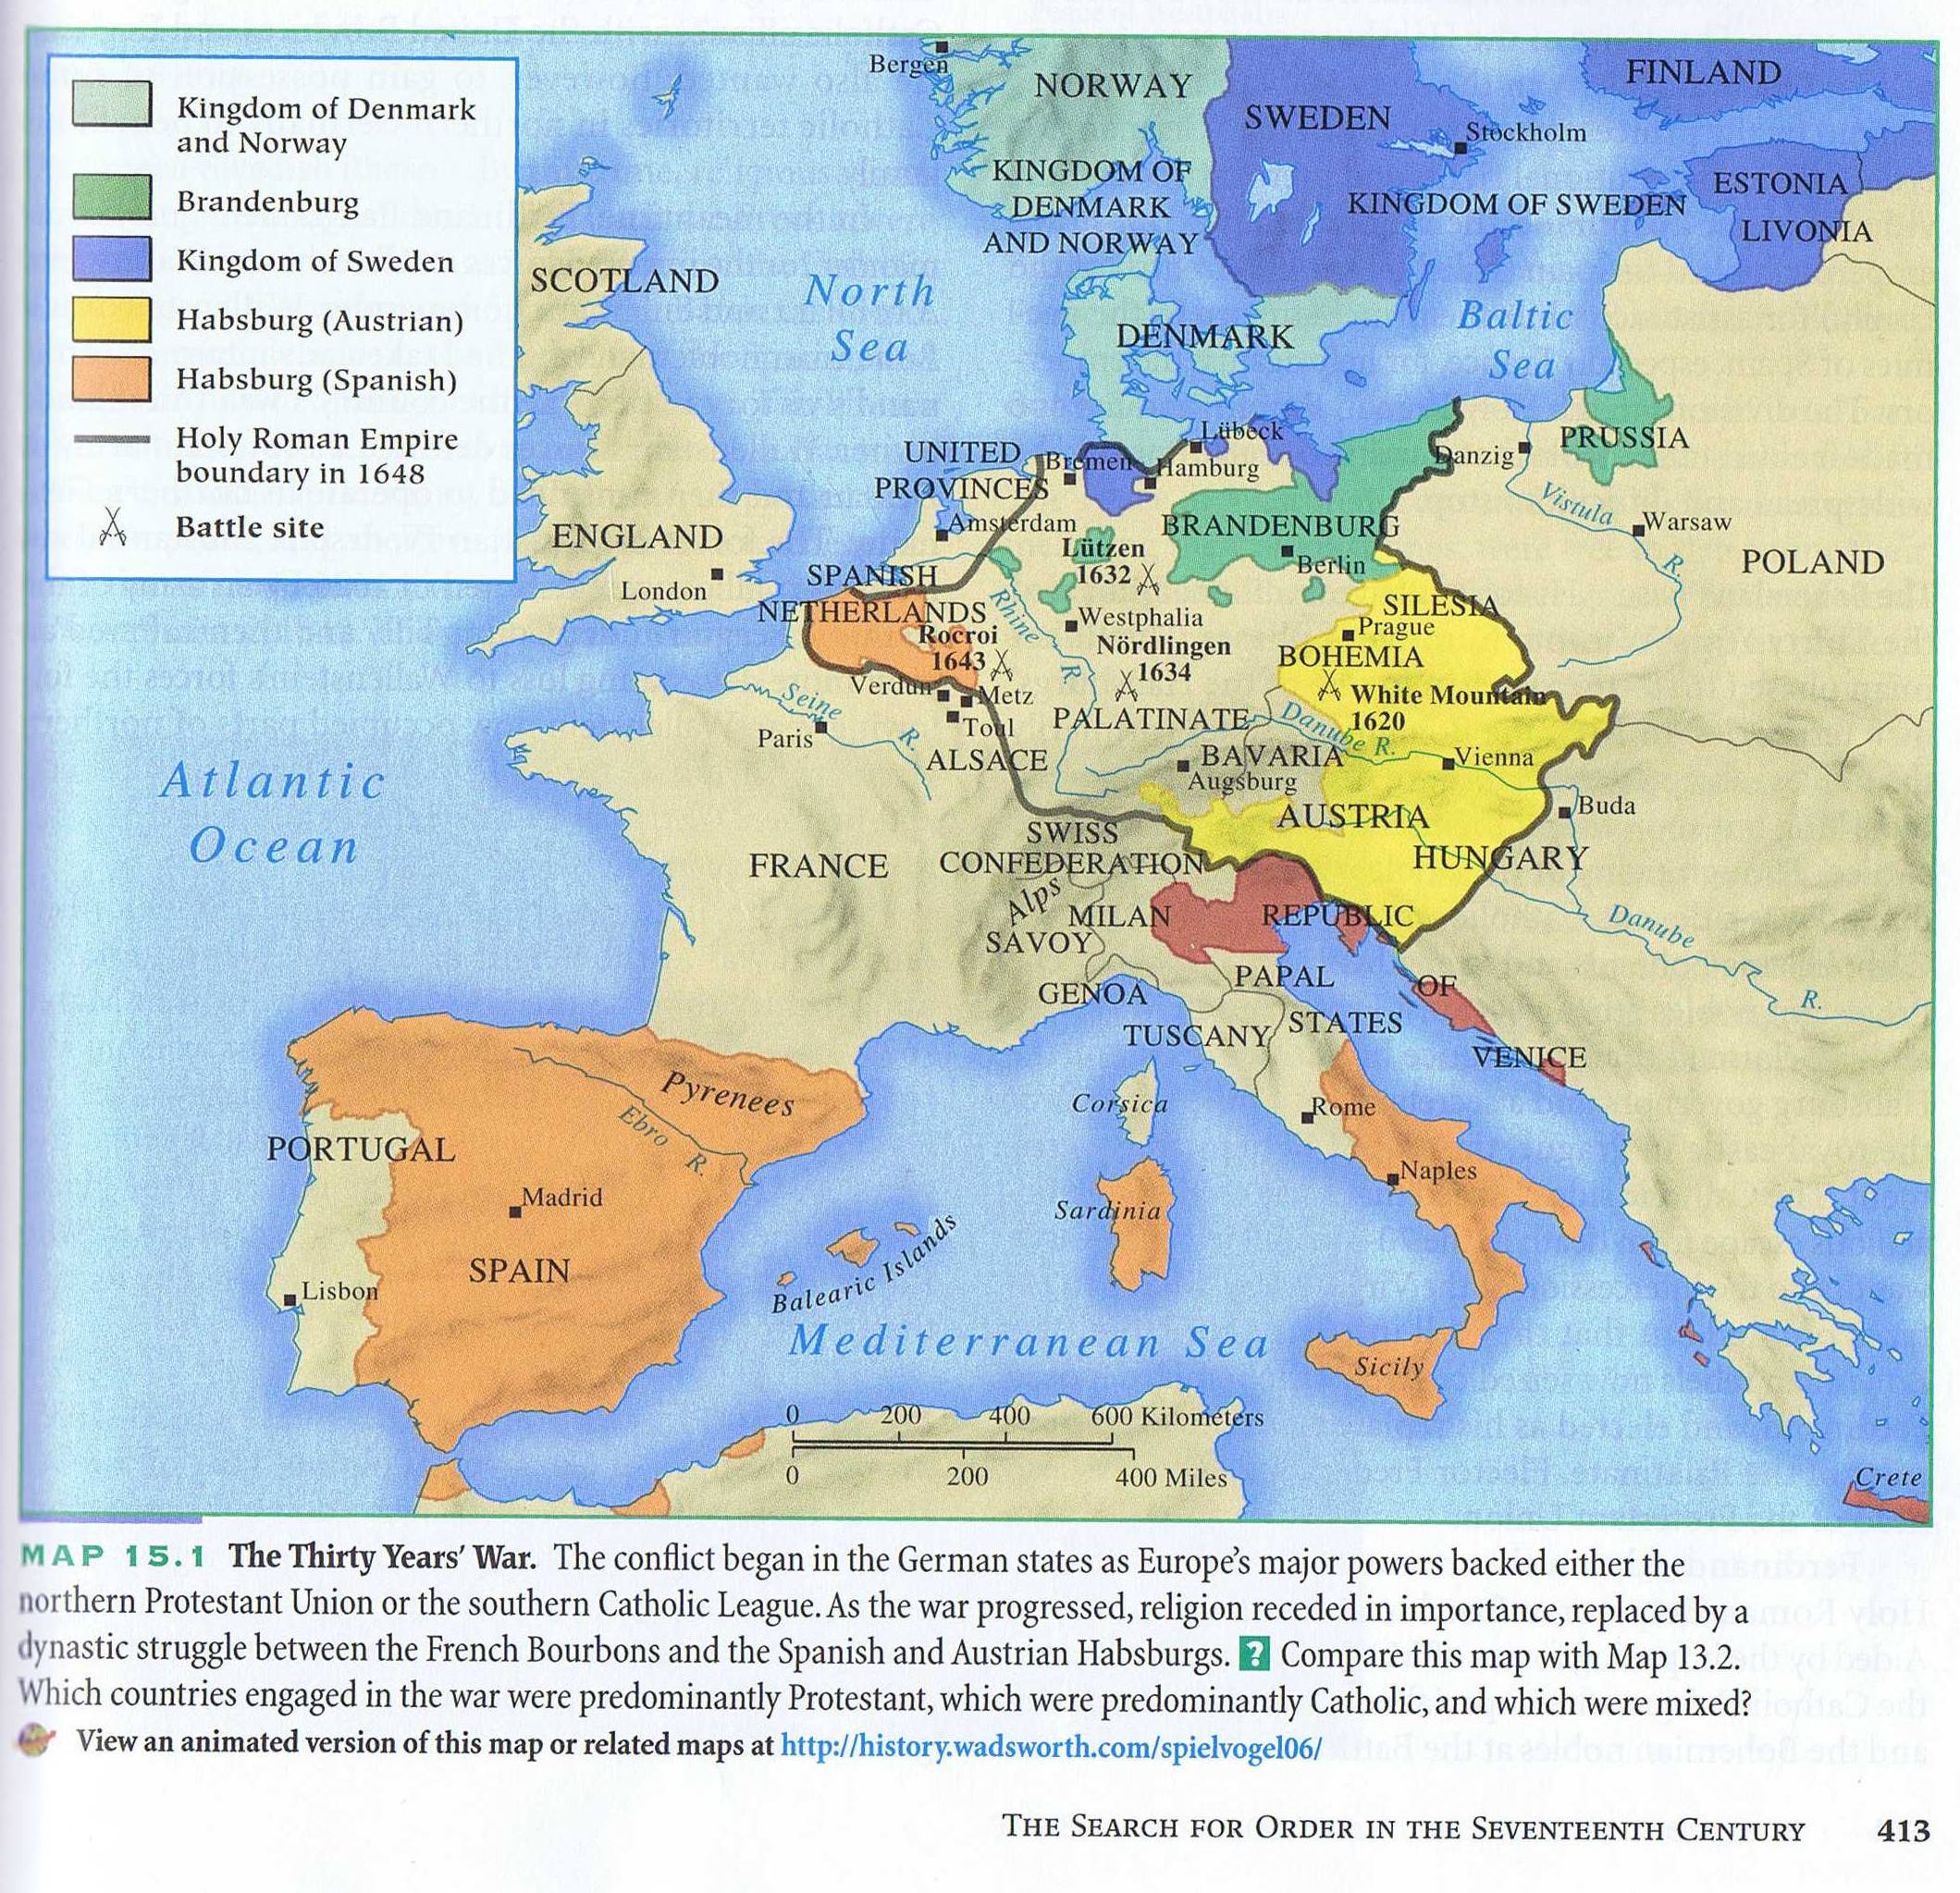 Kingdom of Denmark
and Norway
Brandenburg
Kingdom of Sweden
Habsburg (Austrian)
Habsburg (Spanish)
Holy Roman Empire
boundary in 1648
Battle site
Bergen
NORWAY
SWEDEN
Stockholm
FINLAND
KINGDOM OF
DENMARK
AND NORWAY
KINGDOM OF SWEDEN
ESTONIA
LIVONIA
SCOTLAND
North
Sea
DENMARK
Baltic
Sea
UNITED
PROVINCES
Bremen
Lübeck
Hamburg
Danzig
PRUSSIA
Vistula
R.
Warsaw
POLAND
ENGLAND
London
Amsterdam
Lützen
1632
BRANDENBURG
Berlin
SPANISH
NETHERLANDS
Rhine
R.
Rocroi
1643
Westphalia
Nördlingen
1634
SILESIA
Prague
BOHEMIA
White Mountain
1620
Verdun
Metz
Toul
Seine
R.
Paris
ALSACE
PALATINATE
Danube R.
BAVARIA
Augsburg
Vienna
Buda
AUSTRIA
HUNGARY
Atlantic
Ocean
FRANCE
SWISS
CONFEDERATION
Alps
MILAN
SAVOY
REPUBLIC
OF
VENICE
Danube
R.
GENOA
PAPAL
STATES
TUSCANY
Pyrenees
Ebro
R.
PORTUGAL
Madrid
SPAIN
Lisbon
Corsica
Rome
Sardinia
Naples
Balearic Islands
Mediterranean Sea
Sicily
Crete
0 200 400 600 Kilometers
0 200 400 Miles
MAP 15.1 The Thirty Years' War. The conflict began in the German states as Europe's major powers backed either the
northern Protestant Union or the southern Catholic League. As the war progressed, religion receded in importance, replaced by a
dynastic struggle between the French Bourbons and the Spanish and Austrian Habsburgs. ? Compare this map with Map 13.2.
Which countries engaged in the war were predominantly Protestant, which were predominantly Catholic, and which were mixed?
View an animated version of this map or related maps at http://history.wadsworth.com/spielvogel06/
THE SEARCH FOR ORDER IN THE SEVENTEENTH CENTURY 413